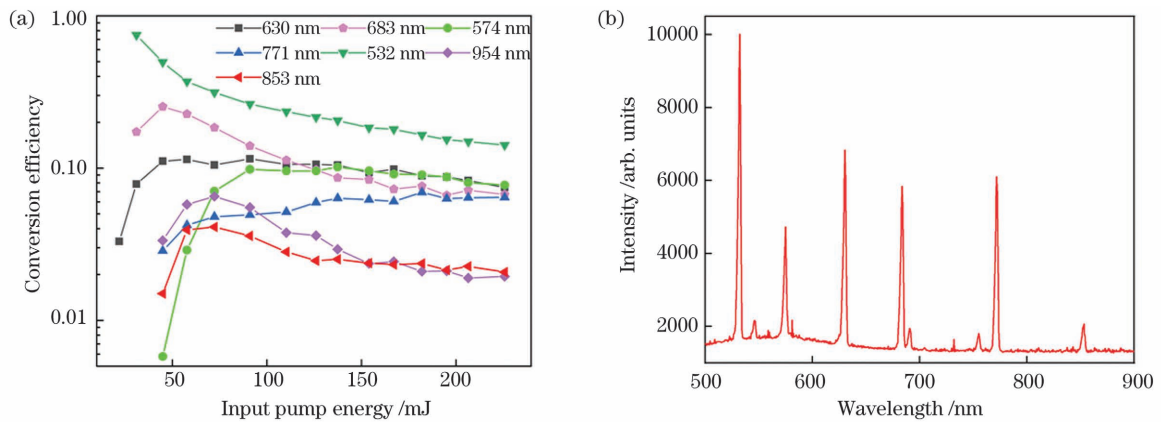 (a)
1.00
0.10
0.01
Conversion efficiency
630 nm 683 nm 574 nm
771 nm 532 nm 954 nm
853 nm
50 100 150 200
Input pump energy /mJ
(b)
10000
8000
6000
4000
2000
Intensity /arb. units
500 600 700 800 900
Wavelength /nm